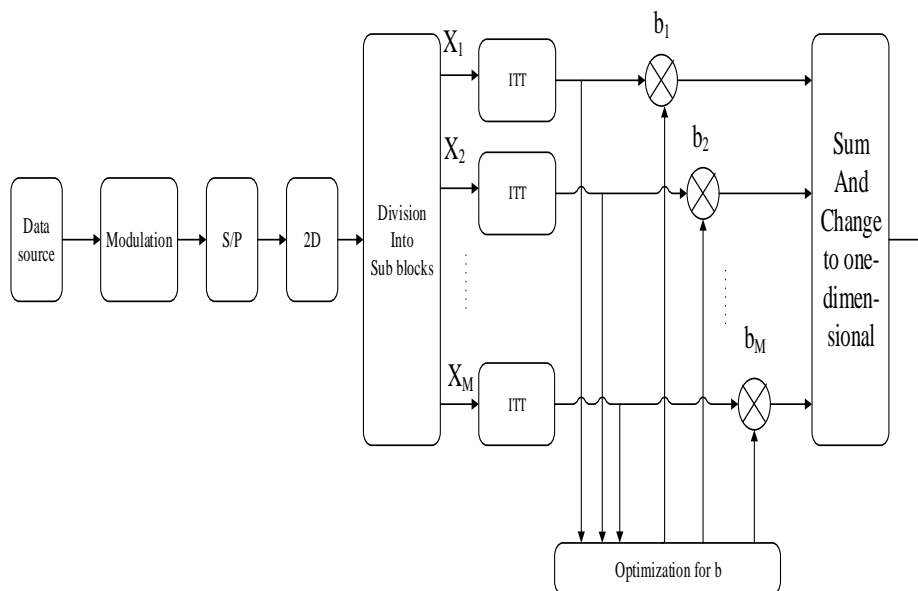 Data
source
Modulation
S/P
2D
Division
Into
Sub blocks
X1
ITT
b1
X2
ITT
b2
XM
ITT
bM
Sum
And
Change
to one-
dimen-
sional
Optimization for b